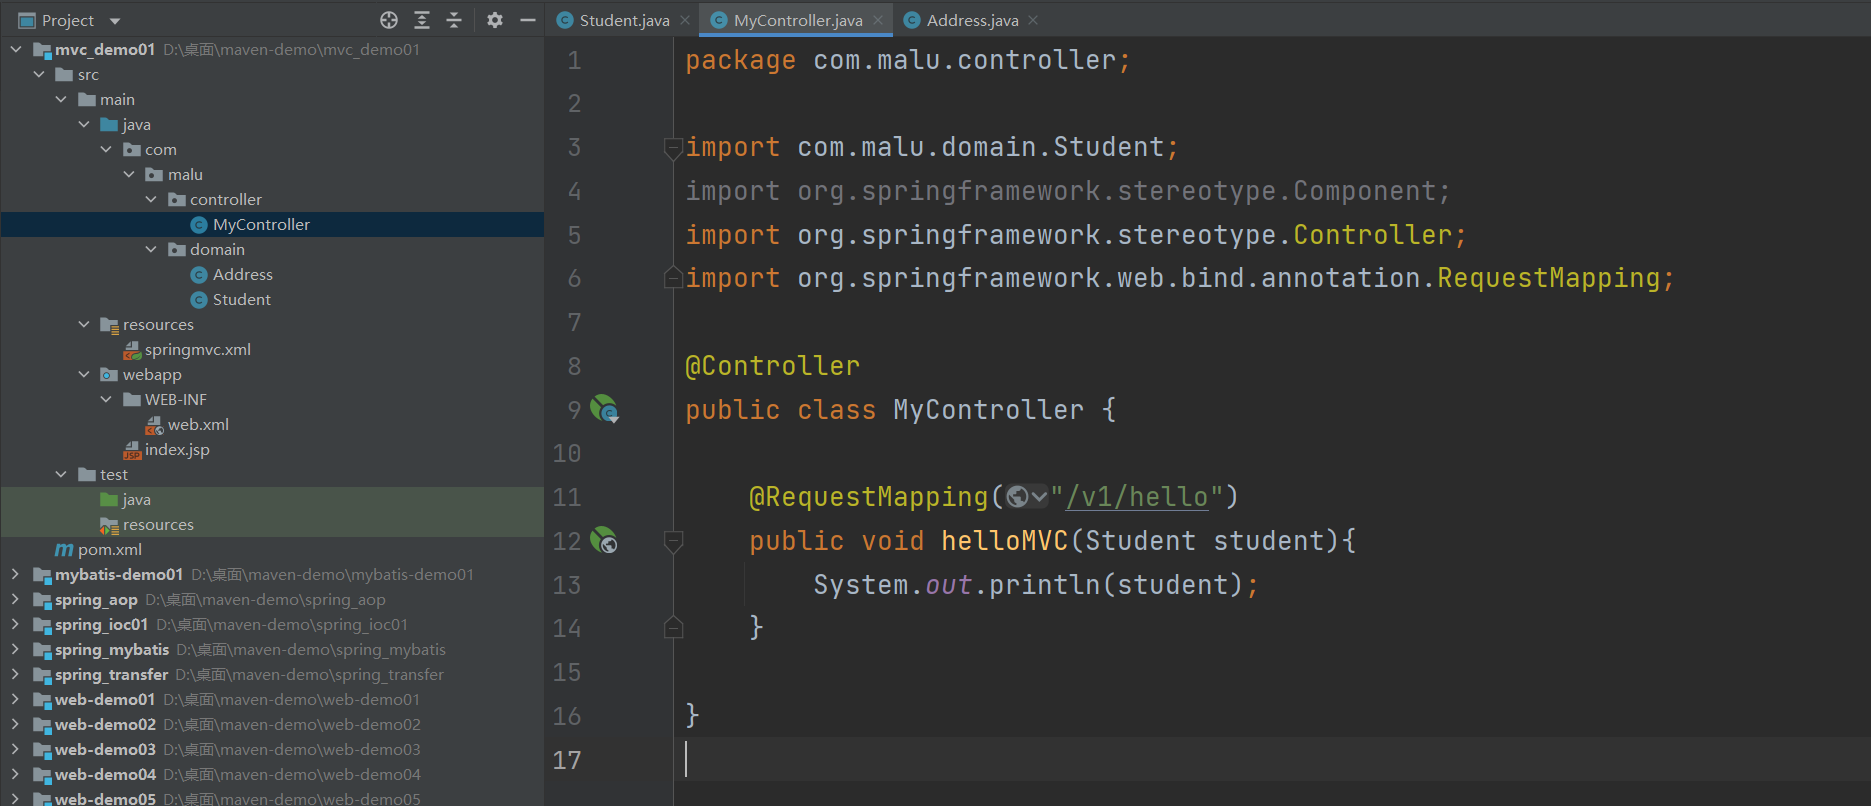 Project
mvc_demo01 D:\桌面\maven-demo\mvc_demo01
src
main
java
com
malu
controller
MyController
domain
Address
Student
resources
springmvc.xml
webapp
WEB-INF
web.xml
index.jsp
test
java
resources
pom.xml
mybatis-demo01 D:\桌面\maven-demo\mybatis-demo01
spring_aop D:\桌面\maven-demo\spring_aop
spring_ioc01 D:\桌面\maven-demo\spring_ioc01
spring_mybatis D:\桌面\maven-demo\spring_mybatis
spring_transfer D:\桌面\maven-demo\spring_transfer
web-demo01 D:\桌面\maven-demo\web-demo01
web-demo02 D:\桌面\maven-demo\web-demo02
web-demo03 D:\桌面\maven-demo\web-demo03
web-demo04 D:\桌面\maven-demo\web-demo04
web-demo05 D:\桌面\maven-demo\web-demo05
Student.java MyController.java Address.java
1 package com.malu.controller;
2
3 import com.malu.domain.Student;
4 import org.springframework.stereotype.Component;
5 import org.springframework.stereotype.Controller;
6 import org.springframework.web.bind.annotation.RequestMapping;
7
8 @Controller
9 public class MyController {
10
11 @RequestMapping("/v1/hello")
12 public void helloMVC(Student student){
13 System.out.println(student);
14 }
15
16 }
17